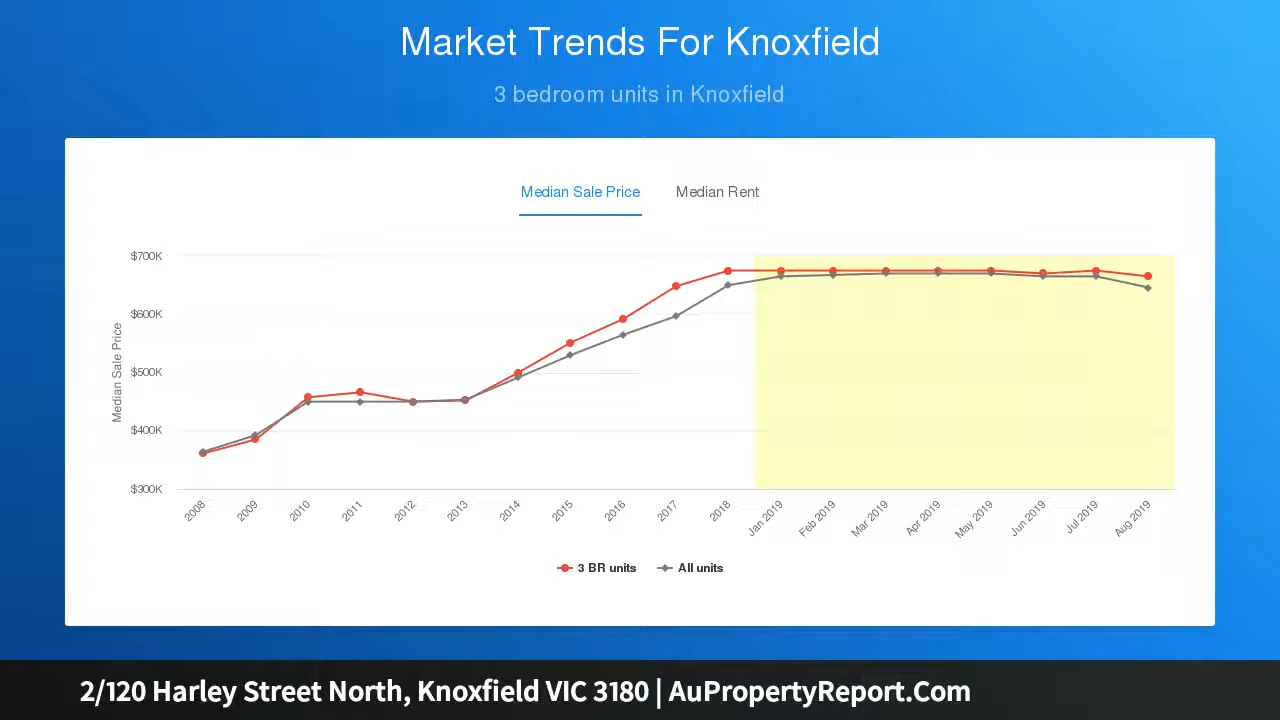 Market Trends For Knoxfield
3 bedroom units in Knoxfield
Median Sale Price Median Rent
$700K
$600K
$500K
$400K
$300K
Median Sale Price
2008 2009 2010 2011 2012 2013 2014 2015 2016 2017 2018 Jan 2019 Feb 2019 Mar 2019 Apr 2019 May 2019 Jun 2019 Jul 2019 Aug 2019
3 BR units All units
2/120 Harley Street North, Knoxfield VIC 3180 | AuPropertyReport.Com